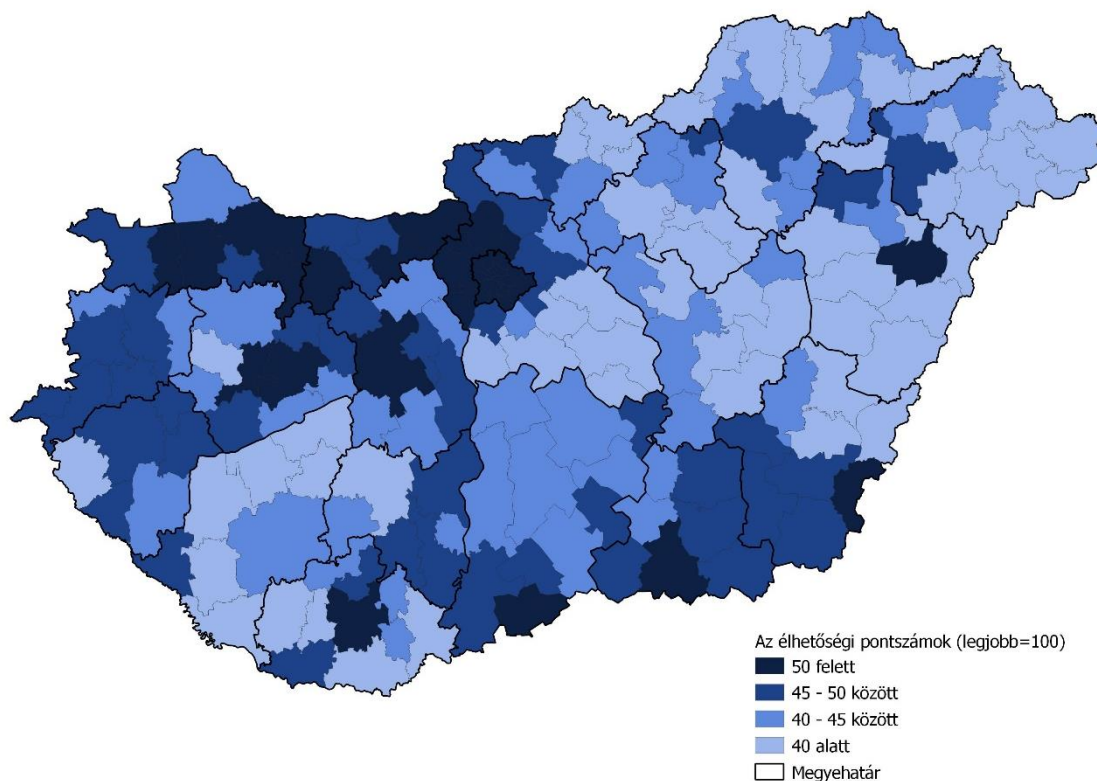 Az élhetőségi pontszámok (legjobb=100)
50 felett
45 - 50 között
40 - 45 között
40 alatt
Megyehatár